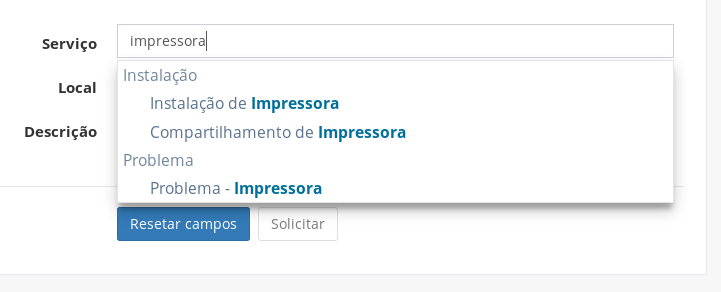 Serviço impressora
Instalação
Local
Instalação de Impressora
Compartilhamento de Impressora
Descrição
Problema
Problema - Impressora
Resetar campos Solicitar